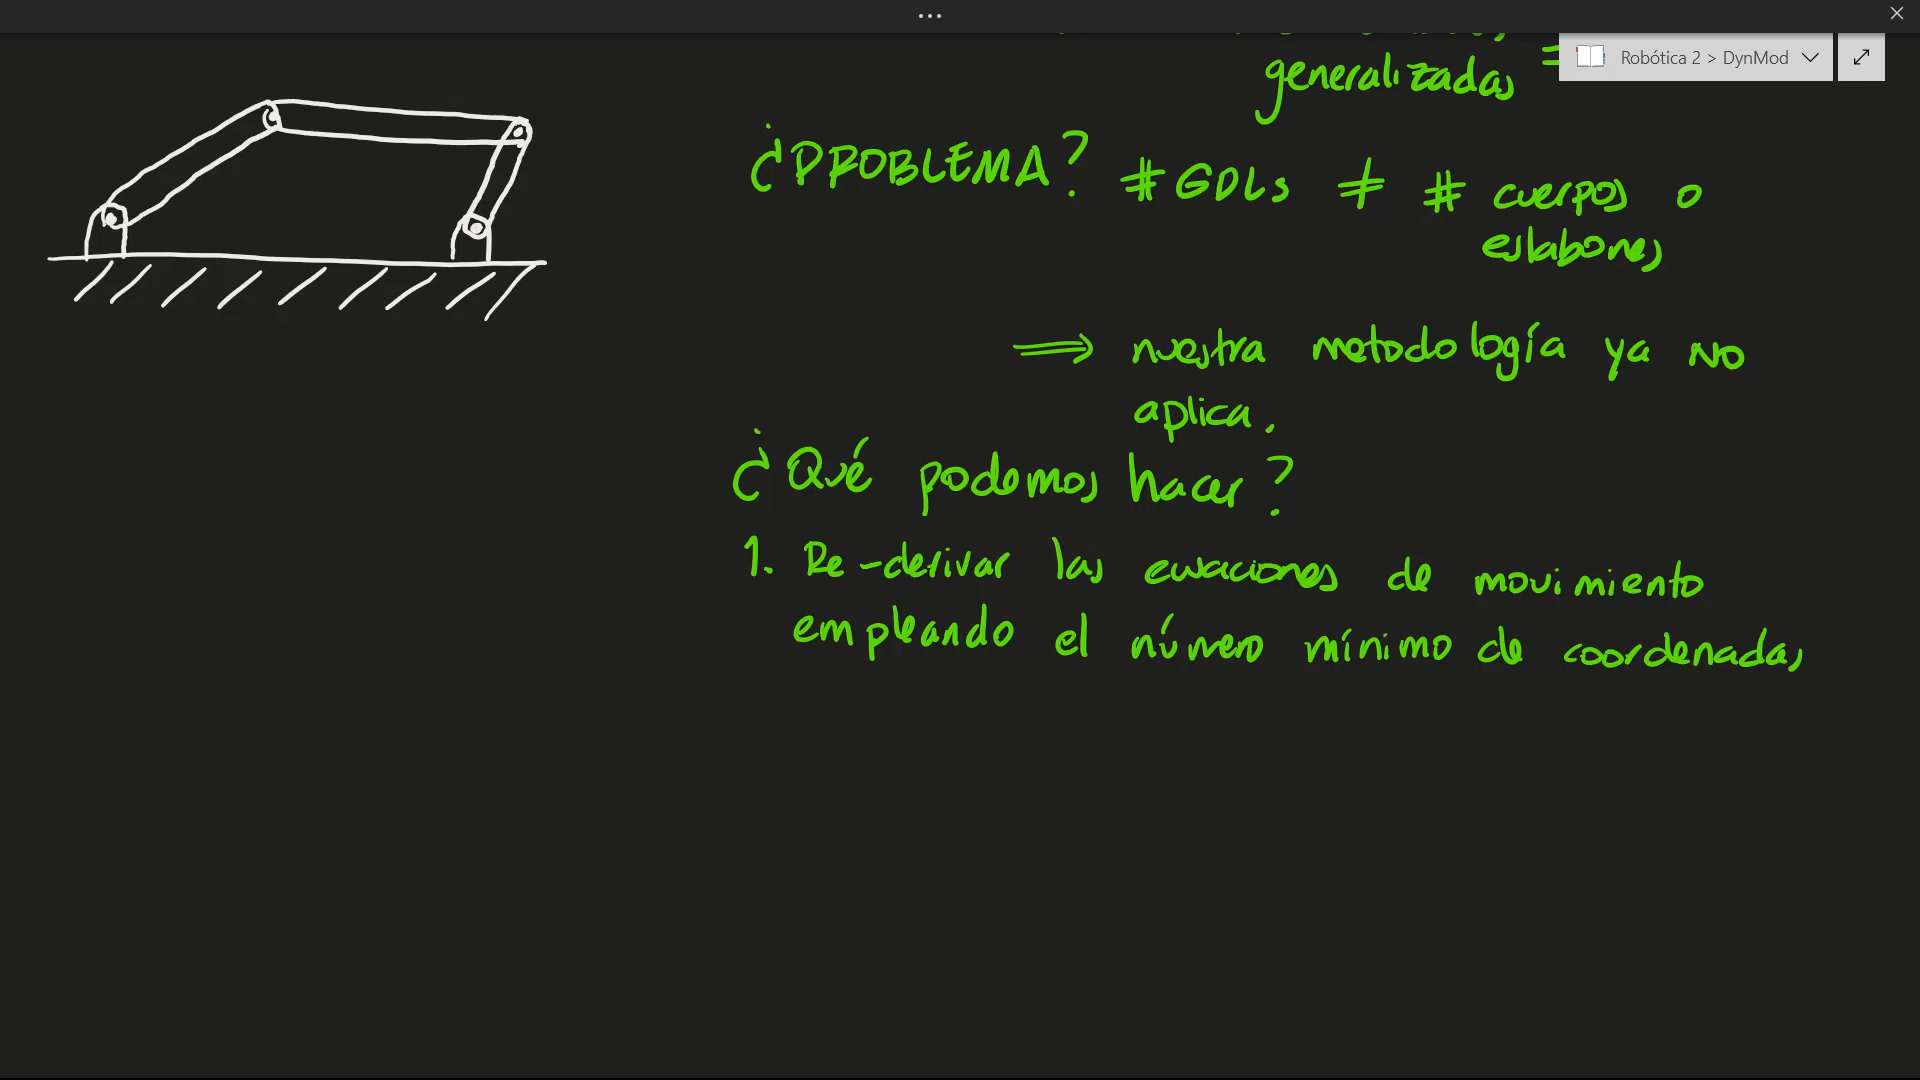 generalizadas =
Robótica 2 > DynMod
¿PROBLEMA? #GDLs ≠ # cuerpos o
eslabones
⟹ nuestra metodología ya NO
aplica.
¿Qué podemos hacer?
1. Re-derivar las ecuaciones de movimiento
empleando el número mínimo de coordenadas